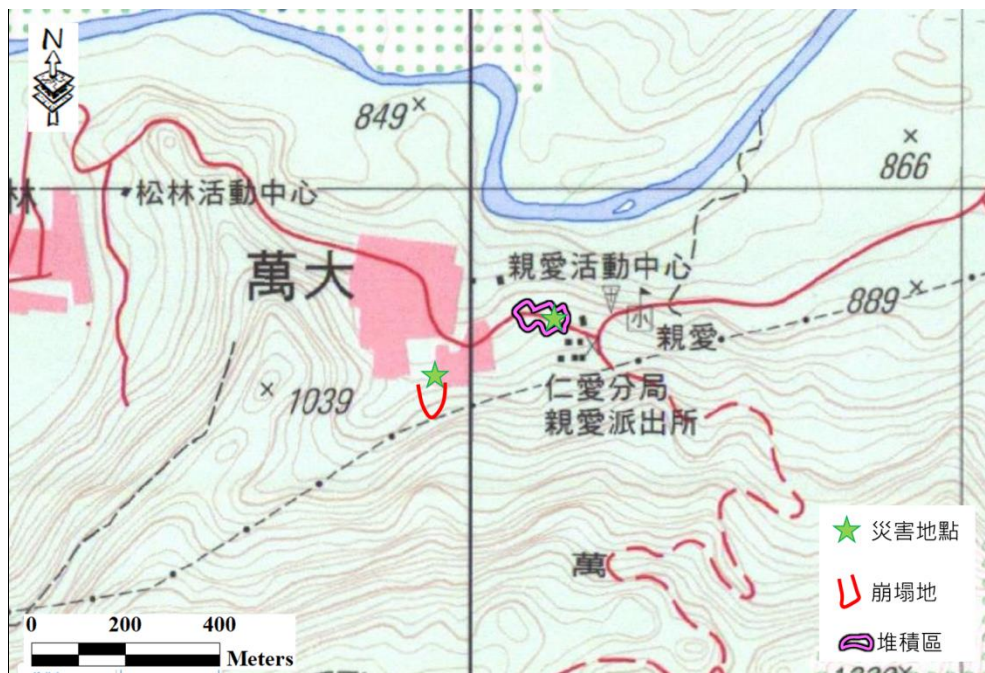 N
849
866
林
松林活動中心
萬大
親愛活動中心
889
小
親愛
1039
仁愛分局
親愛派出所
萬
災害地點
崩塌地
堆積區
0 200 400
Meters